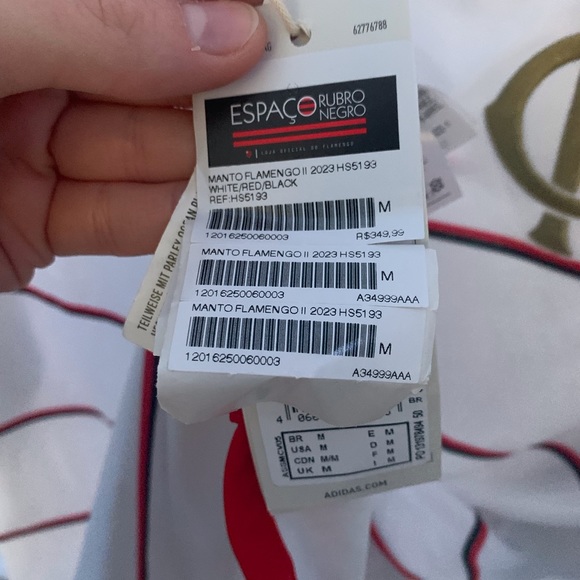 62776788
ESPAÇO RUBRO NEGRO
LOJA OFICIAL DO FLAMENGO
MANTO FLAMENGO II 2023 HS5193
WHITE/RED/BLACK
REF:HS5193
M
12016250060003 R$349,99
MANTO FLAMENGO II 2023 HS5193
M
12016250060003 A34999AAA
MANTO FLAMENGO II 2023 HS5193
M
12016250060003 A34999AAA
TEILWEISE MIT PARLEY OCEAN
BR
BR M E M
USA M D M
CDN M/M F M
UK M I M
ADIDAS.COM